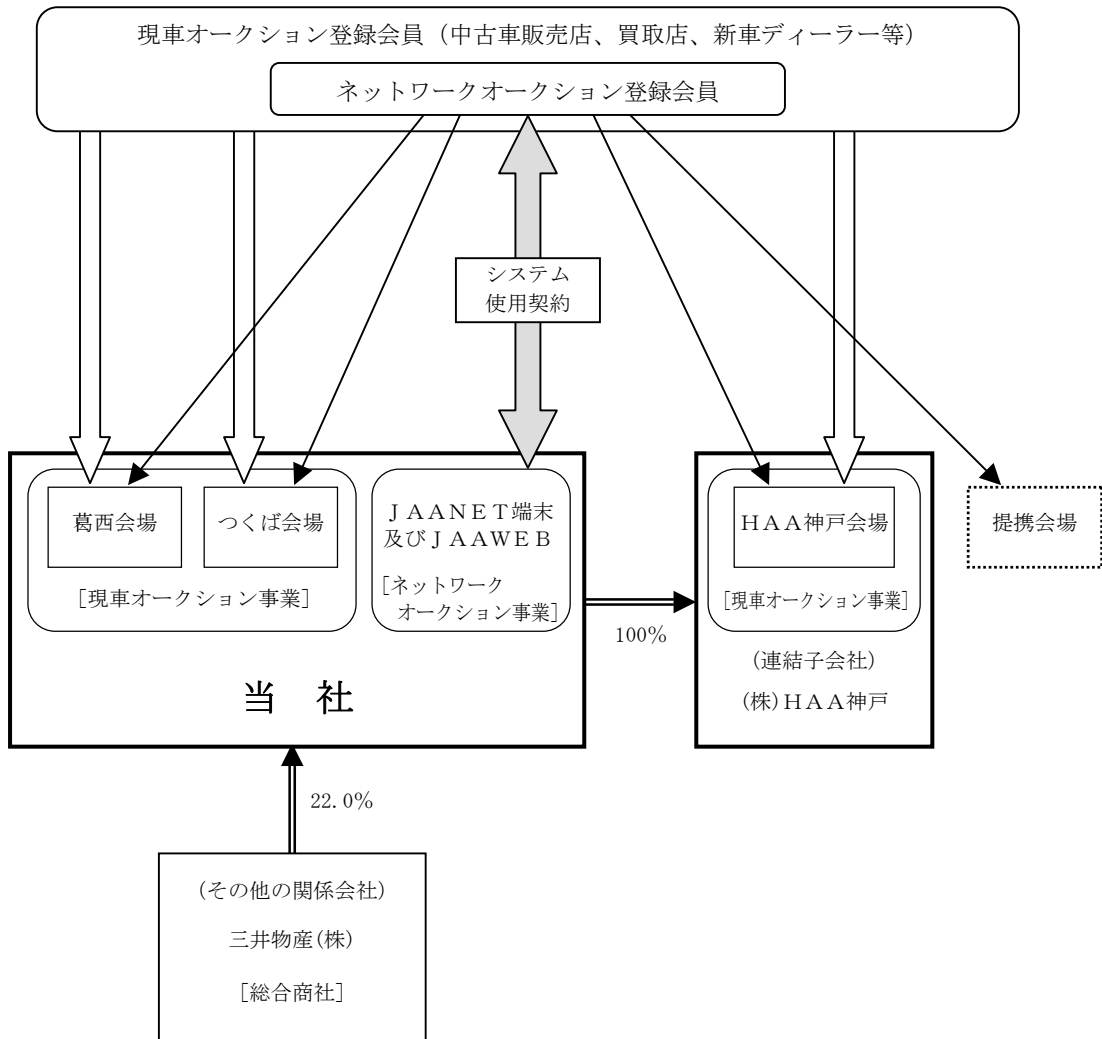 現車オークション登録会員（中古車販売店、買取店、新車ディーラー等）
ネットワークオークション登録会員
システム
使用契約
葛西会場
つくば会場
［現車オークション事業］
ＪＡＡＮＥＴ端末
及びＪＡＡＷＥＢ
［ネットワーク
オークション事業］
当 社
100％
ＨＡＡ神戸会場
［現車オークション事業］
(連結子会社)
(株)ＨＡＡ神戸
提携会場
22.0％
(その他の関係会社)
三井物産(株)
［総合商社］